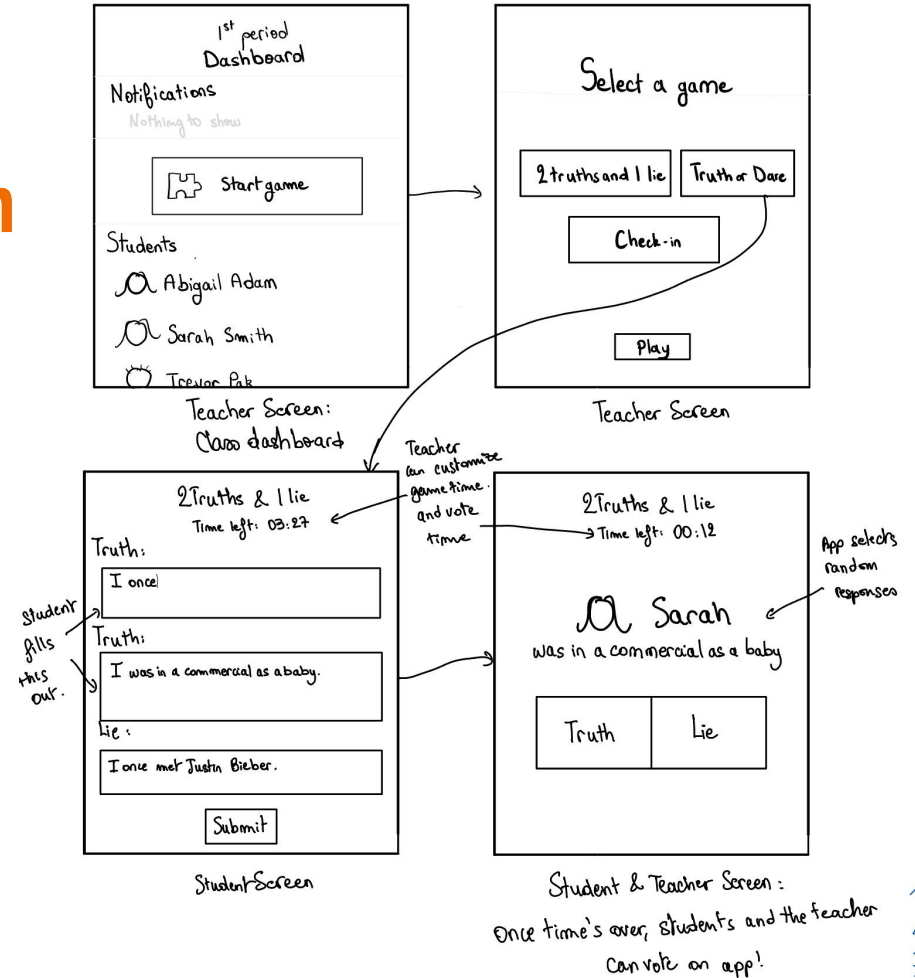 n
1st period
Dashboard
Notifications
Nothing to show
Start game
Students
Abigail Adam
Sarah Smith
Trevor Pak
Teacher Screen:
Class dashboard
Select a game
2 truths and 1 lie
Truth or Dare
Check-in
Play
Teacher Screen
Teacher
can customize
game time.
and vote
time
2Truths & 1 lie
Time left: 03:27
Truth:
I once
Truth:
I was in a commercial as a baby.
Lie:
I once met Justin Bieber.
Submit
student
fills
this
out.
Student Screen
2Truths & 1 lie
Time left: 00:12
App selects
random
responses
Sarah
was in a commercial as a baby
Truth
Lie
Student & Teacher Screen:
Once time's over, students and the teacher
can vote on app!